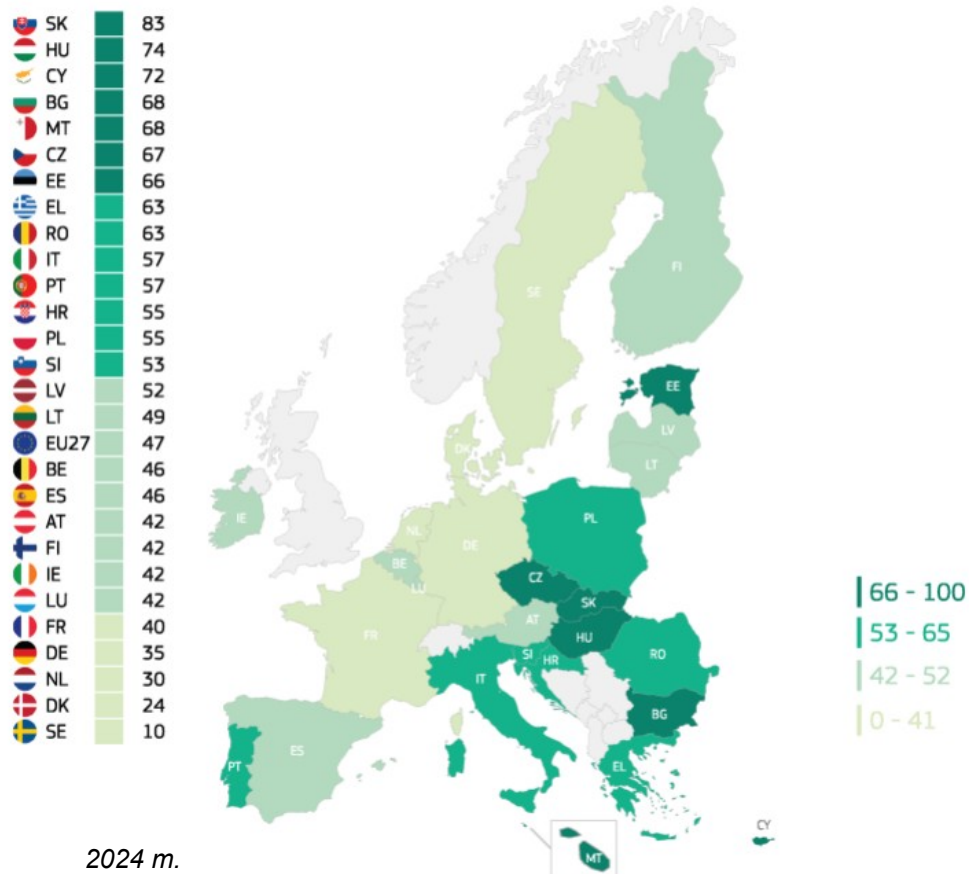 SK 83
HU 74
CY 72
BG 68
MT 68
CZ 67
EE 66
EL 63
RO 63
IT 57
PT 57
HR 55
PL 55
SI 53
LV 52
LT 49
EU27 47
BE 46
ES 46
AT 42
FI 42
IE 42
LU 42
FR 40
DE 35
NL 30
DK 24
SE 10
2024 m.
FI
SE
EE
LV
LT
DK
IE
NL
PL
DE
BE
LU
CZ
SK
AT
HU
FR
SI
HR
RO
IT
BG
ES
PT
EL
CY
MT
66 - 100
53 - 65
42 - 52
0 - 41